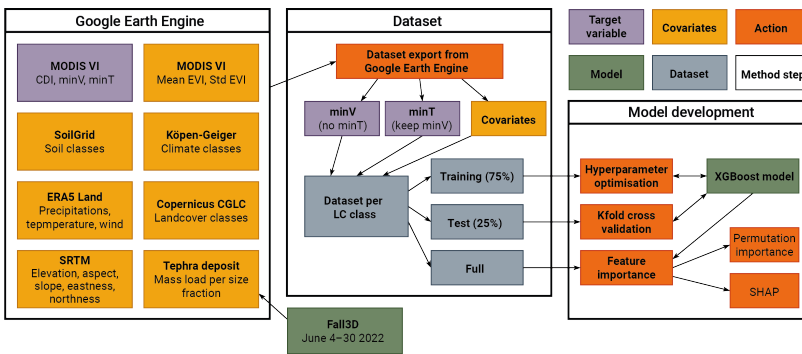 Google Earth Engine
MODIS VI
CDI, minV, minT
MODIS VI
Mean EVI, Std EVI
SoilGrid
Soil classes
Köpen-Geiger
Climate classes
ERA5 Land
Precipitations,
tepmperature, wind
Copernicus CGLC
Landcover classes
SRTM
Elevation, aspect,
slope, eastness,
northness
Tephra deposit
Mass load per size
fraction
Fall3D
June 4–30 2022
Dataset
Dataset export from
Google Earth Engine
minV
(no minT)
minT
(keep minV)
Covariates
Dataset per
LC class
Training (75%)
Test (25%)
Full
Target
variable
Covariates
Action
Model
Dataset
Method step
Model development
Hyperparameter
optimisation
XGBoost model
Kfold cross
validation
Feature
importance
Permutation
importance
SHAP